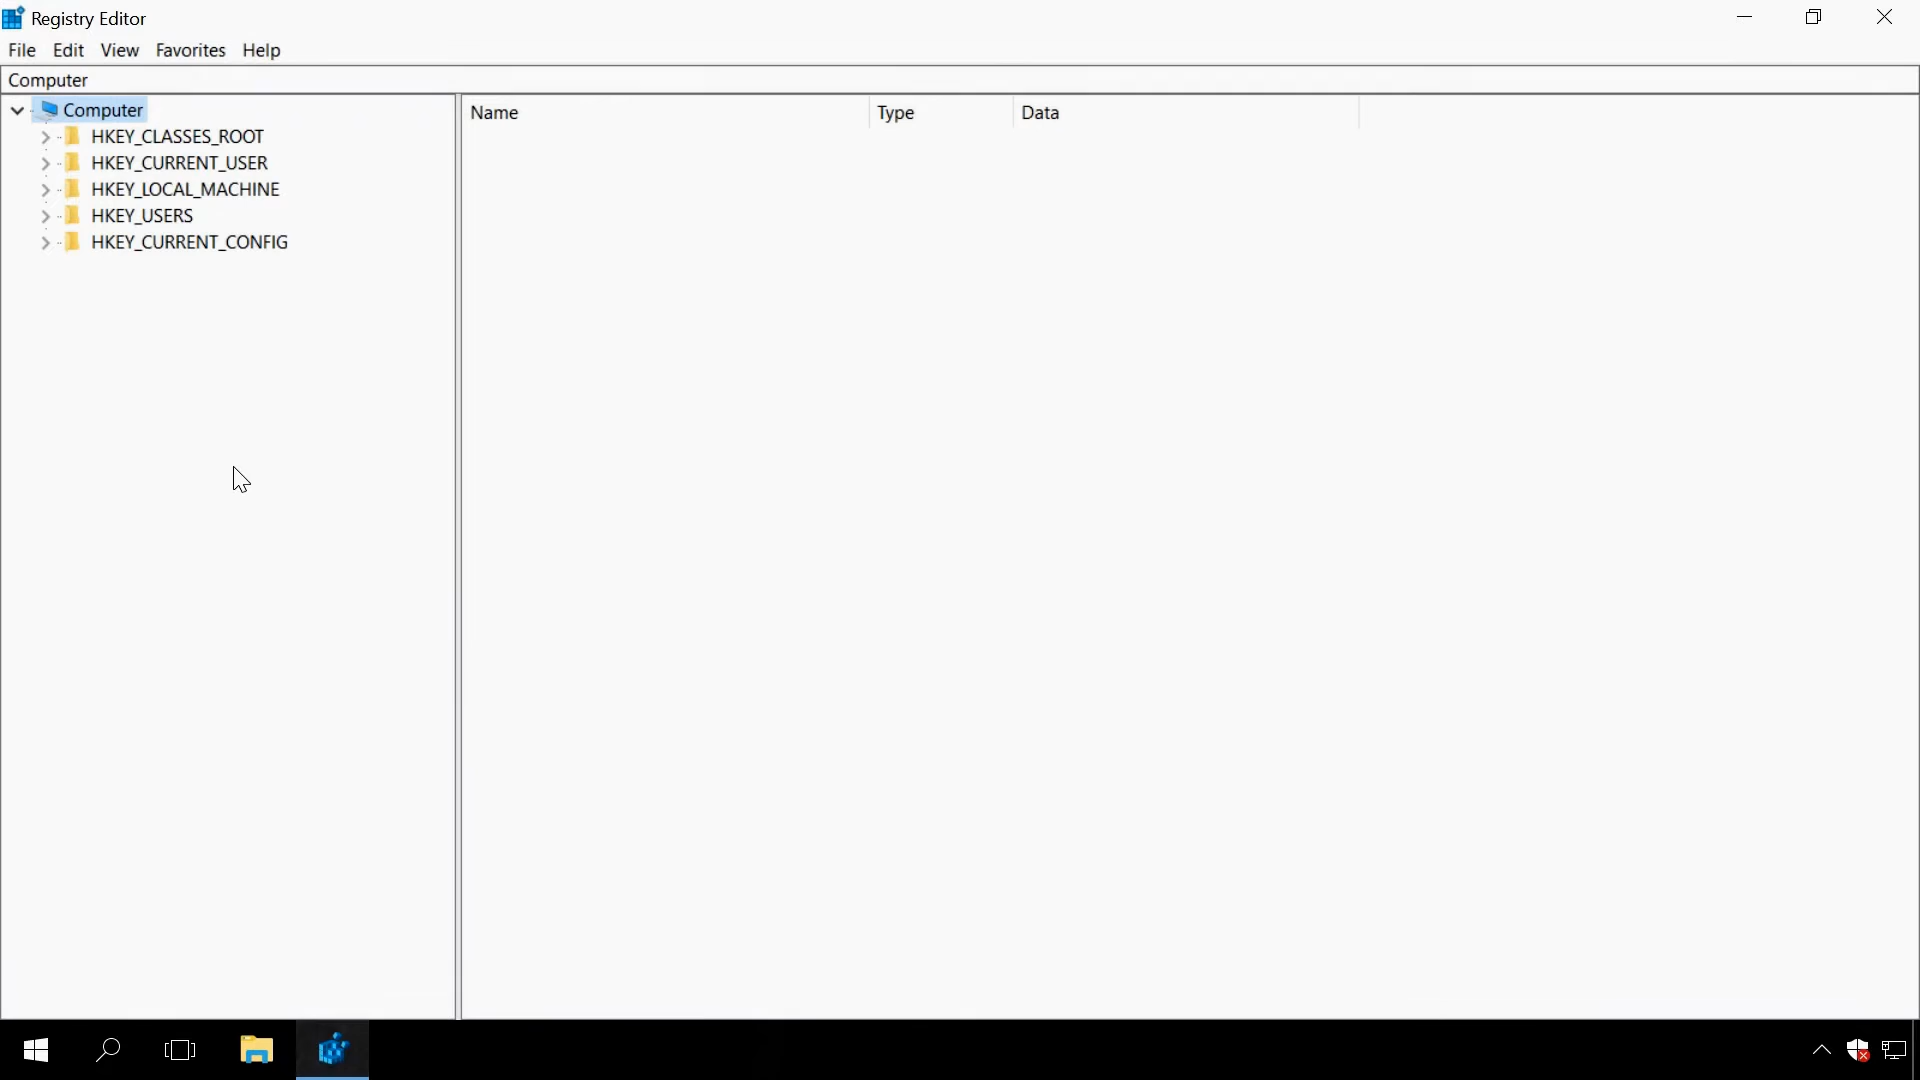 Registry Editor
File Edit View Favorites Help
Computer
Computer
HKEY_CLASSES_ROOT
HKEY_CURRENT_USER
HKEY_LOCAL_MACHINE
HKEY_USERS
HKEY_CURRENT_CONFIG
Name Type Data